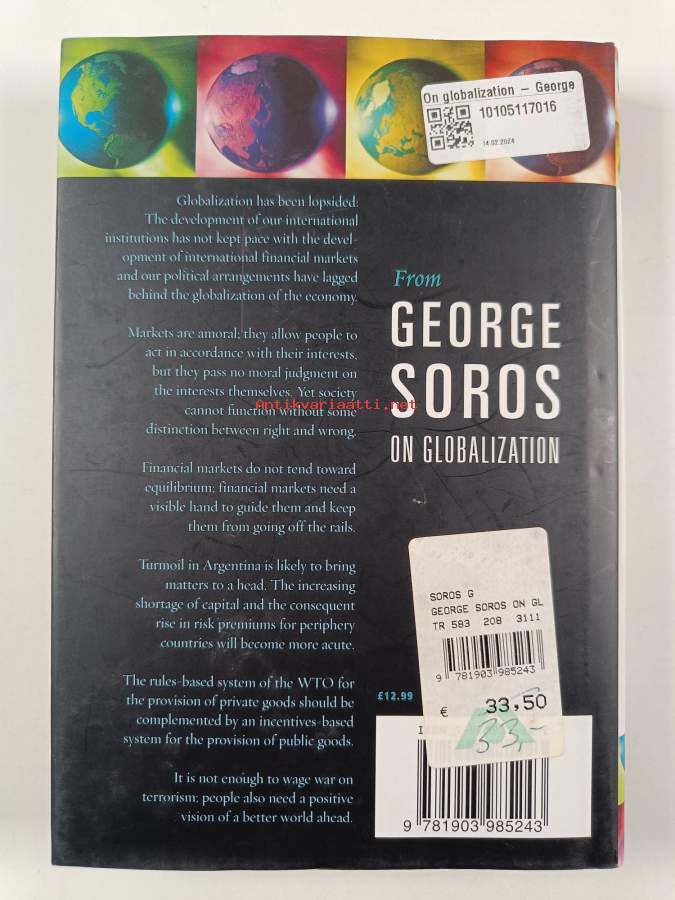 On globalization – George
10105117016
14.02.2024
Globalization has been lopsided:
The development of our international
institutions has not kept pace with the devel-
opment of international financial markets
and our political arrangements have lagged
behind the globalization of the economy.
Markets are amoral; they allow people to
act in accordance with their interests,
but they pass no moral judgment on
the interests themselves. Yet society
cannot function without some
distinction between right and wrong.
Financial markets do not tend toward
equilibrium; financial markets need a
visible hand to guide them and keep
them from going off the rails.
Turmoil in Argentina is likely to bring
matters to a head. The increasing
shortage of capital and the consequent
rise in risk premiums for periphery
countries will become more acute.
The rules-based system of the WTO for
the provision of private goods should be
complemented by an incentives-based
system for the provision of public goods.
It is not enough to wage war on
terrorism; people also need a positive
vision of a better world ahead.
Antikvariaatti.net
From
GEORGE
SOROS
ON GLOBALIZATION
SOROS G
GEORGE SOROS ON GL
TR 583 208 3111
9 781903 985243
€ 33,50
33,-
£12.99
9 781903 985243